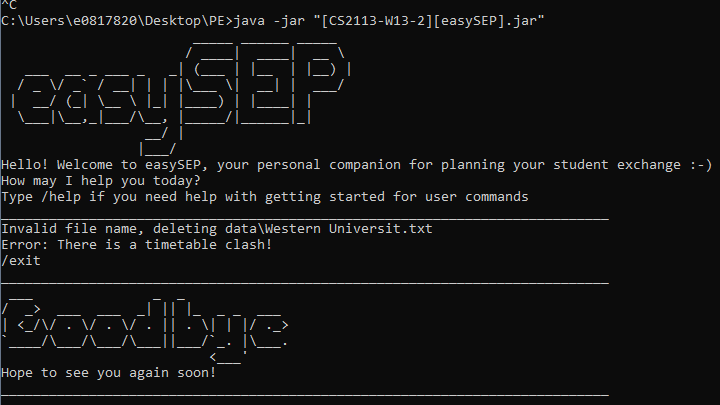 ^C
C:\Users\e0817820\Desktop\PE>java -jar "[CS2113-W13-2][easySEP].jar"
easySEP
Hello! Welcome to easySEP, your personal companion for planning your student exchange :-)
How may I help you today?
Type /help if you need help with getting started for user commands
Invalid file name, deleting data\Western Universit.txt
Error: There is a timetable clash!
/exit
Goodbye
Hope to see you again soon!